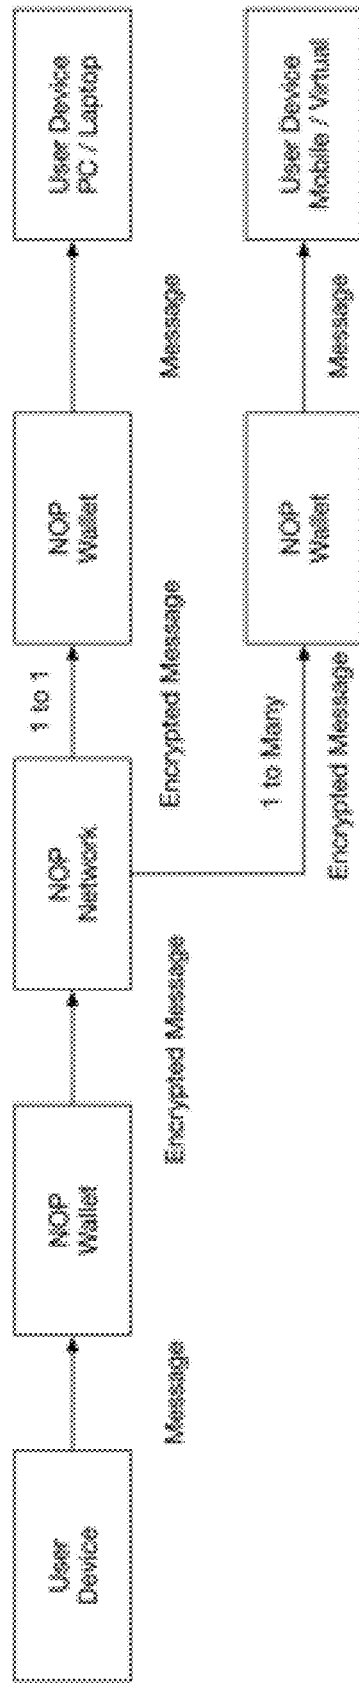 User
Device
Message
NOP
Wallet
Encrypted Message
NOP
Network
1 to 1
Encrypted Message
NOP
Wallet
Message
User Device
PC / Laptop
1 to Many
Encrypted Message
NOP
Wallet
Message
User Device
Mobile / Virtual